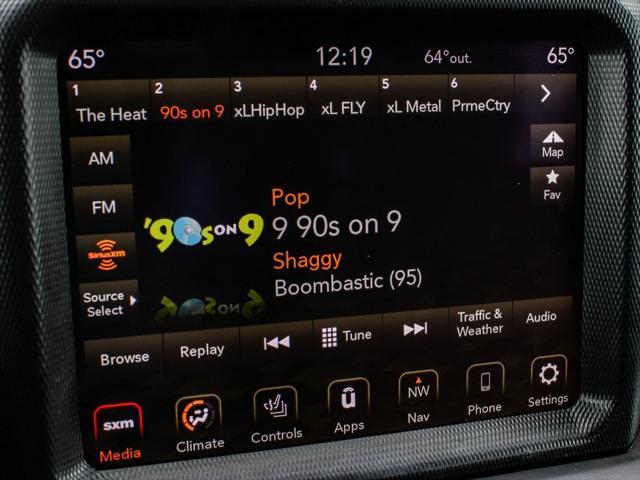 65° 12:19 64°out. 65°
1 2 3 4 5 6
The Heat 90s on 9 xLHipHop xL FLY xL Metal PrmeCtry
AM
Map
FM
Fav
Pop
'90s ON 9
9 90s on 9
SiriusXm
Shaggy
Source
Select
Boombastic (95)
Browse Replay Tune Traffic &
Weather Audio
sxm
Media
Climate
Controls
u
Apps
NW
Nav
Phone
Settings